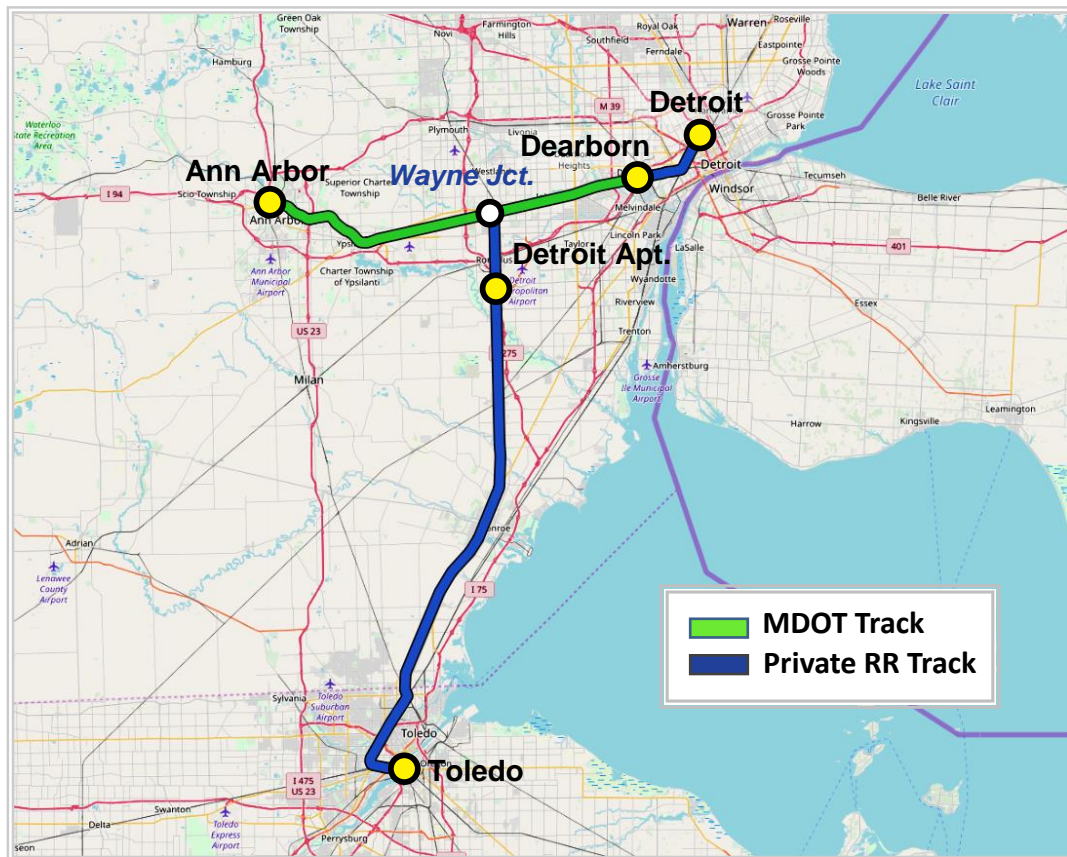 Green Oak
Township
Farmington
Hills
Royal Oak
Warren
Roseville
Novi
Southfield
Eastpointe
Hamburg
Ferndale
Grosse Pointe
Woods
Lake Saint
Clair
M 39
Detroit
Waterloo
State Recreation
Area
Plymouth
Livonia
Grosse Pointe
Park
Dearborn
Heights
Ann Arbor
Superior Charter
Township
Westland
Wayne Jct.
Detroit
I 94
Scio Township
Windsor
Tecumseh
Belle River
Ann Arbor
Melvindale
Lincoln Park
Taylor
LaSalle
401
Detroit Apt.
Ann Arbor
Municipal
Airport
Charter Township
of Ypsilanti
Detroit
Metropolitan
Airport
Wyandotte
Riverview
Essex
Trenton
US 23
275
Milan
Grosse
Ile Municipal
Airport
Amherstburg
Leamington
Harrow
Kingsville
Adrian
Lenawee
County
Airport
I 75
MDOT Track
Private RR Track
Sylvania
Toledo
Suburban
Airport
Toledo
Toledo
I 475
US 23
Swanton
Delta
Toledo
Express
Airport
Perrysburg